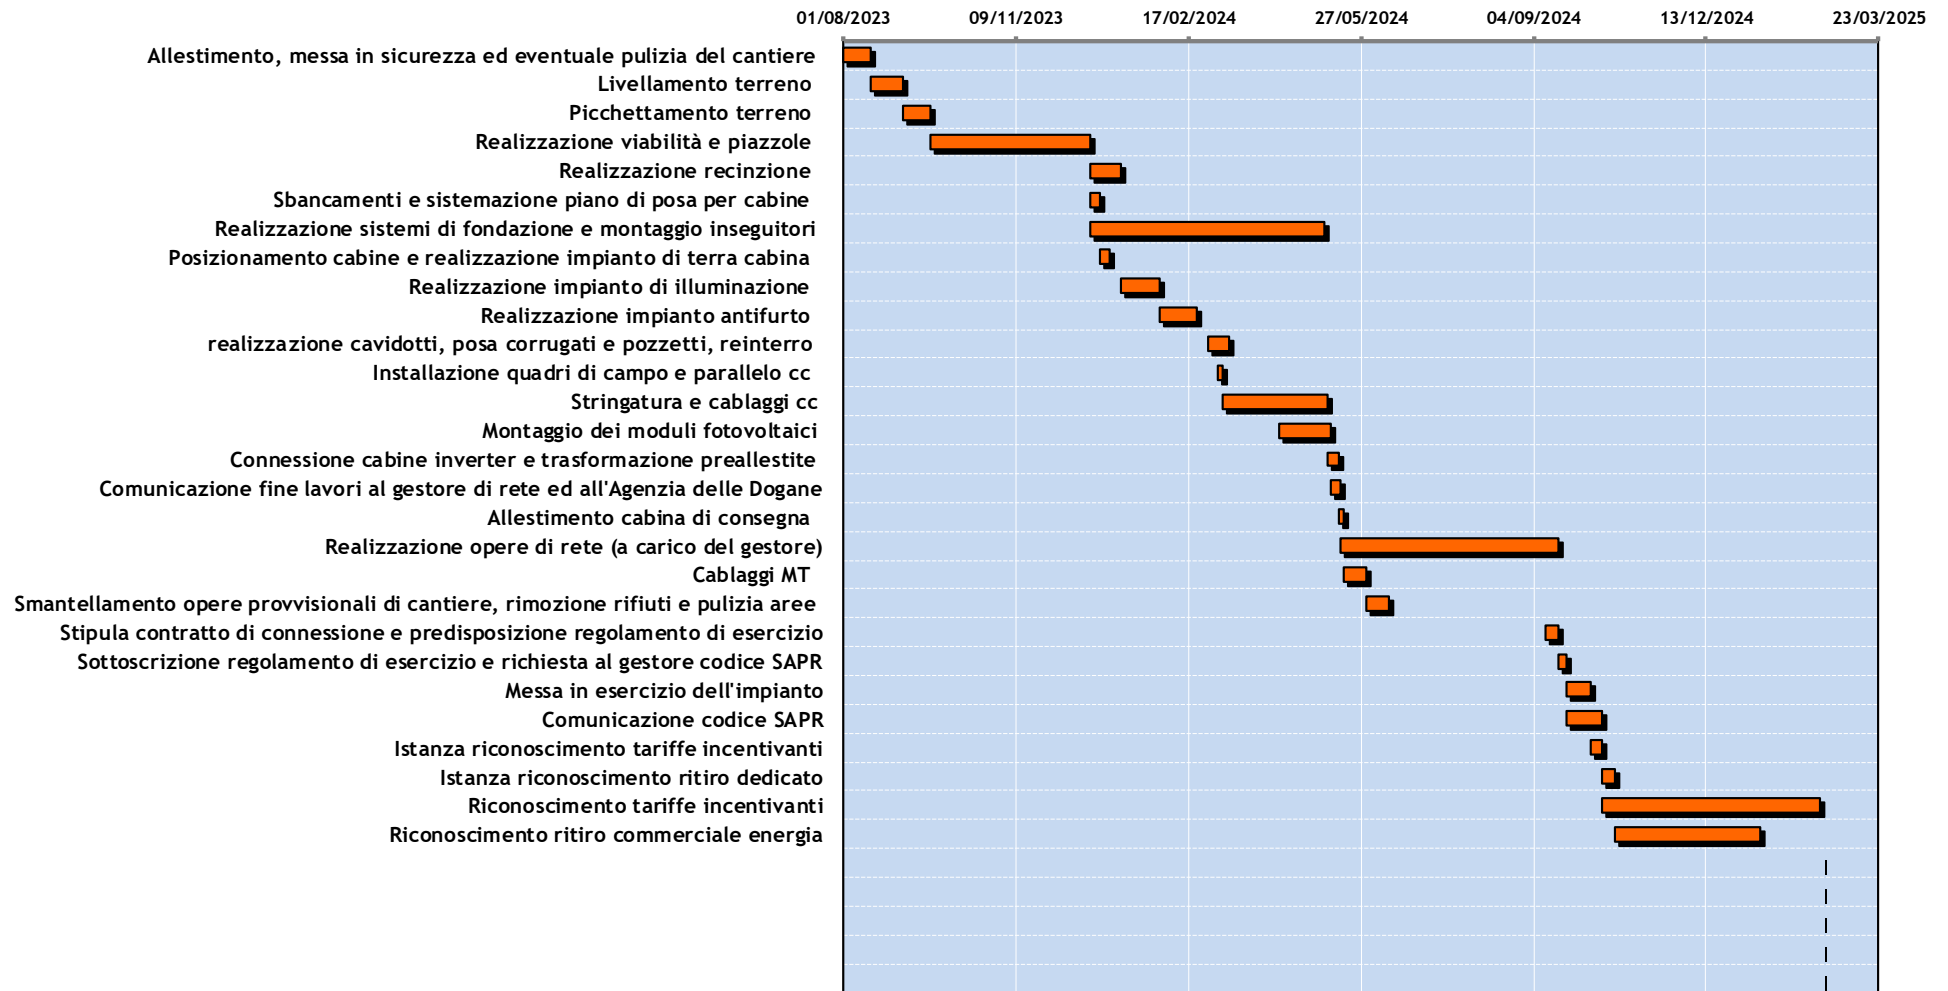 01/08/2023 09/11/2023 17/02/2024 27/05/2024 04/09/2024 13/12/2024 23/03/2025
Allestimento, messa in sicurezza ed eventuale pulizia del cantiere
Livellamento terreno
Picchettamento terreno
Realizzazione viabilità e piazzole
Realizzazione recinzione
Sbancamenti e sistemazione piano di posa per cabine
Realizzazione sistemi di fondazione e montaggio inseguitori
Posizionamento cabine e realizzazione impianto di terra cabina
Realizzazione impianto di illuminazione
Realizzazione impianto antifurto
realizzazione cavidotti, posa corrugati e pozzetti, reinterro
Installazione quadri di campo e parallelo cc
Stringatura e cablaggi cc
Montaggio dei moduli fotovoltaici
Connessione cabine inverter e trasformazione preallestite
Comunicazione fine lavori al gestore di rete ed all'Agenzia delle Dogane
Allestimento cabina di consegna
Realizzazione opere di rete (a carico del gestore)
Cablaggi MT
Smantellamento opere provvisionali di cantiere, rimozione rifiuti e pulizia aree
Stipula contratto di connessione e predisposizione regolamento di esercizio
Sottoscrizione regolamento di esercizio e richiesta al gestore codice SAPR
Messa in esercizio dell'impianto
Comunicazione codice SAPR
Istanza riconoscimento tariffe incentivanti
Istanza riconoscimento ritiro dedicato
Riconoscimento tariffe incentivanti
Riconoscimento ritiro commerciale energia